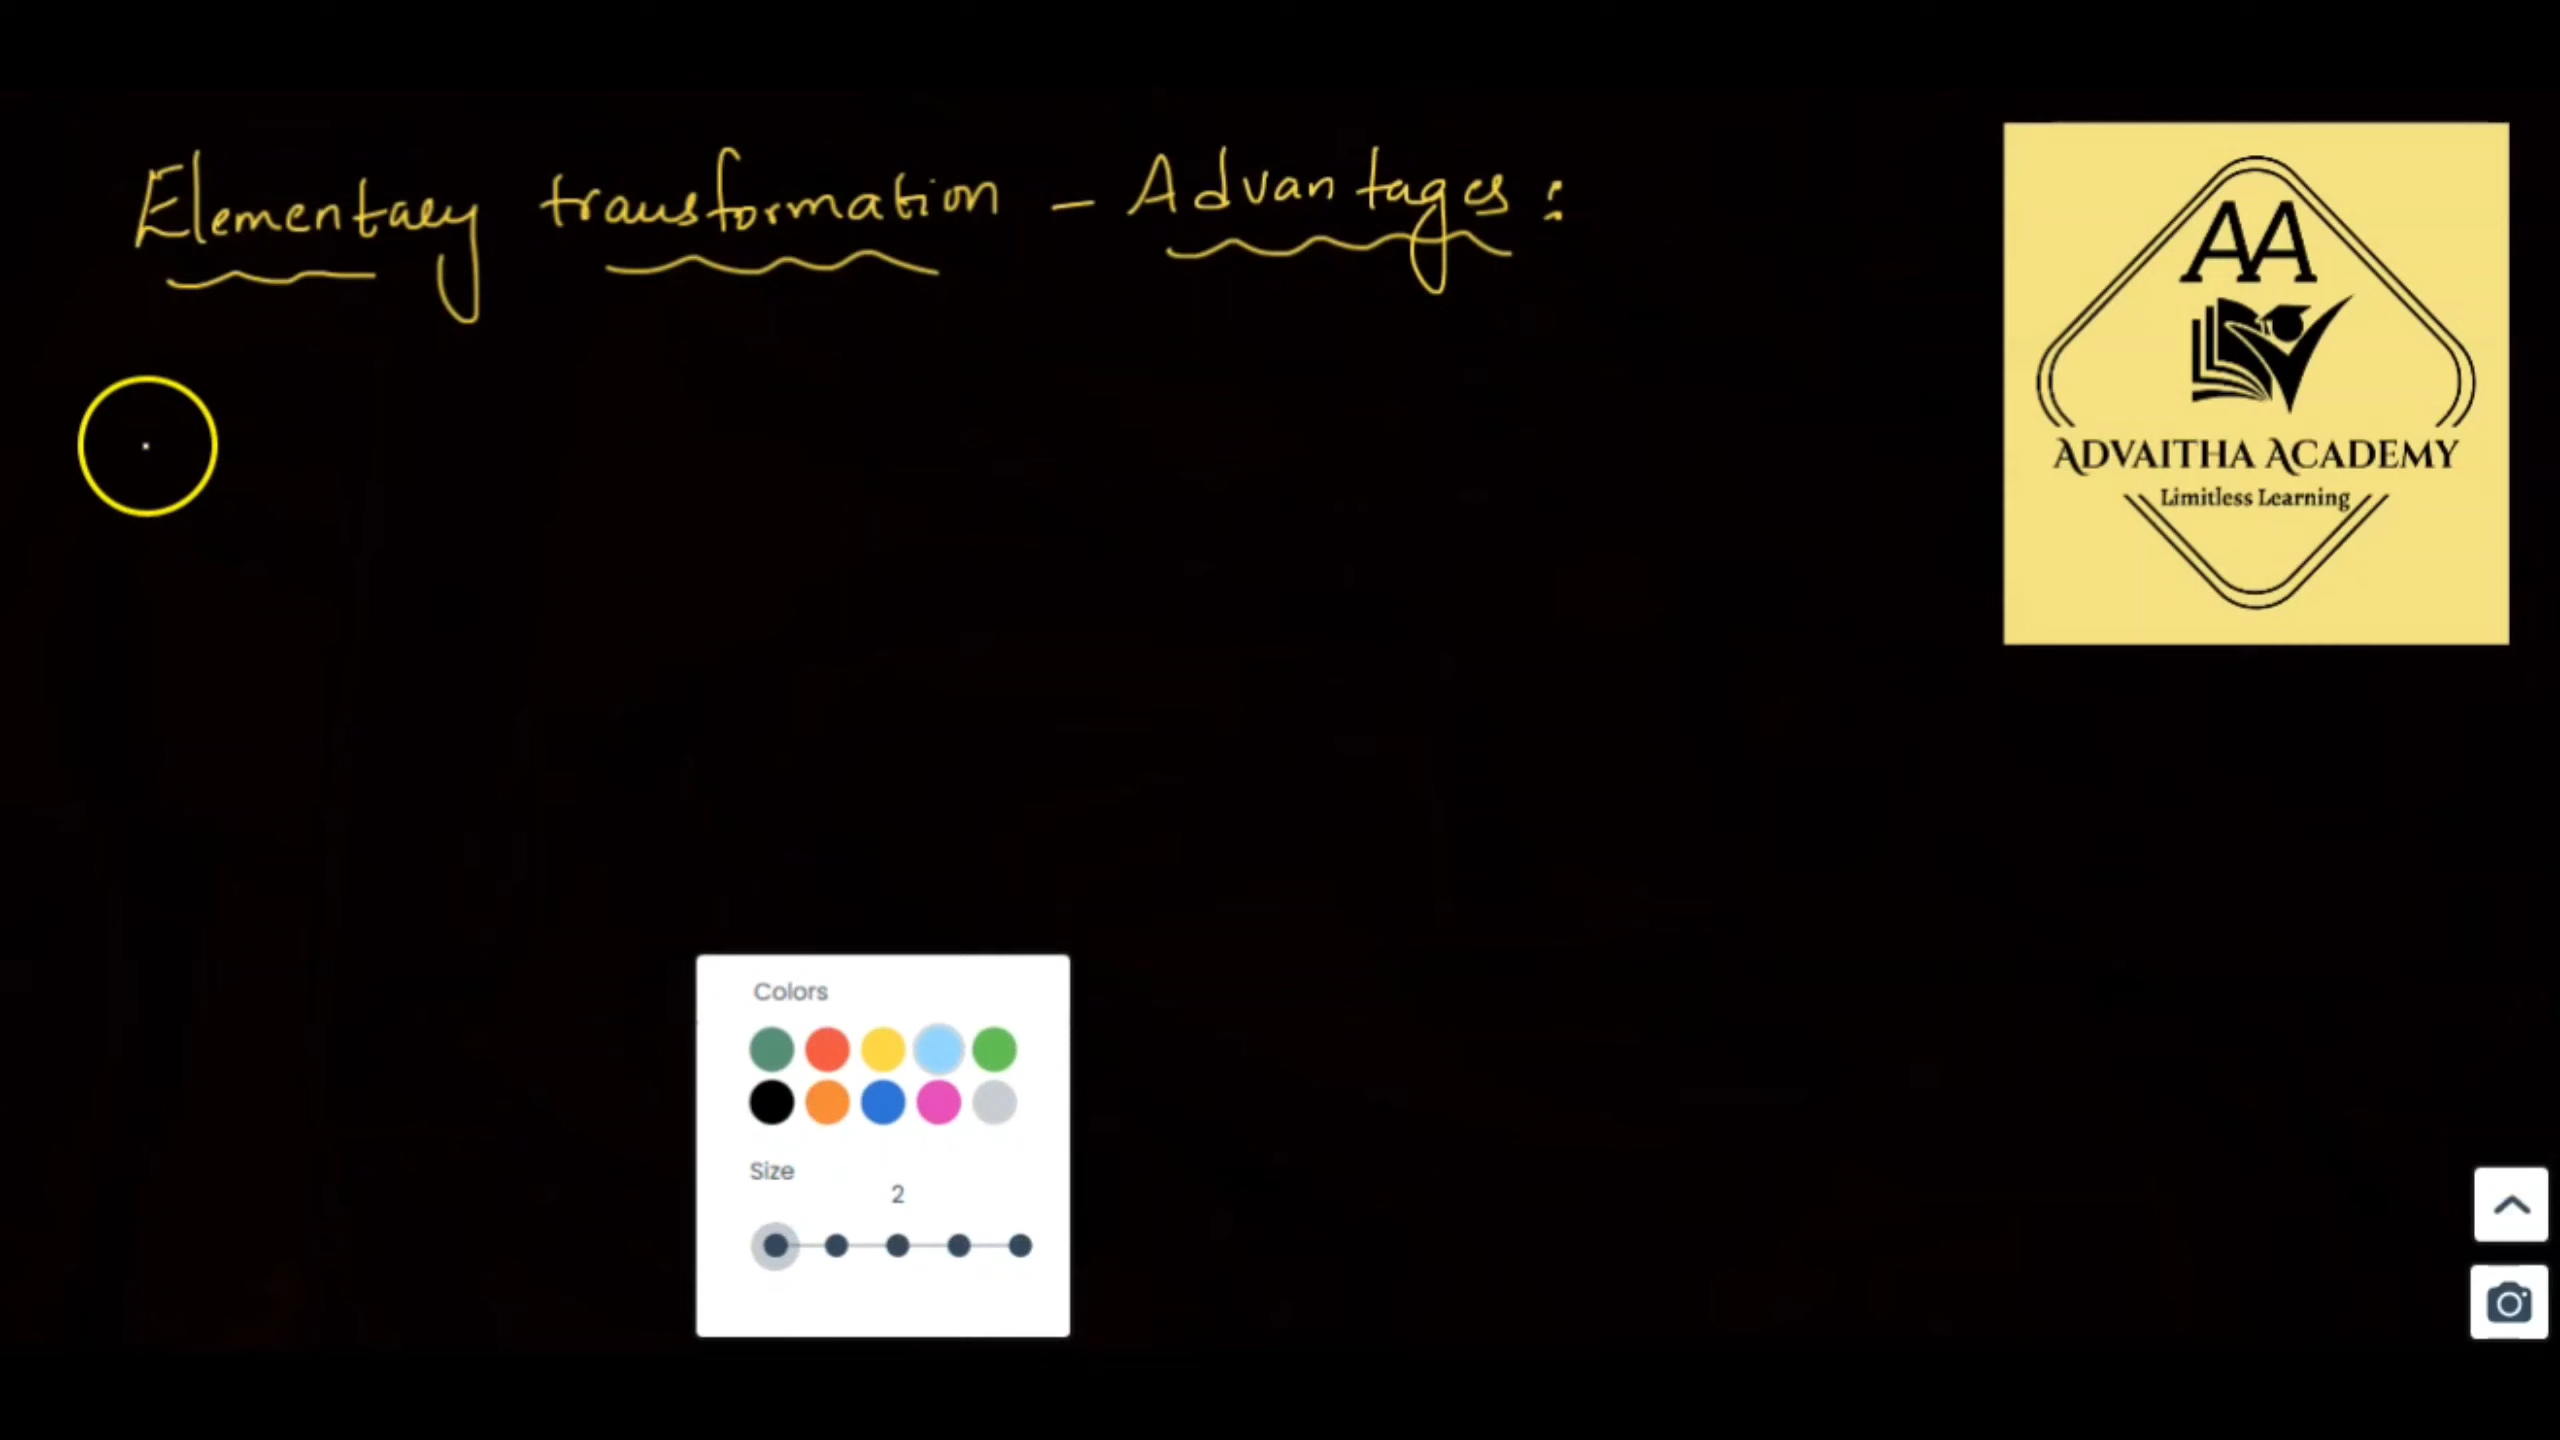 Elementary transformation - Advantages :
AA
ADVAITHA ACADEMY
Limitless Learning
Colors
Size
2